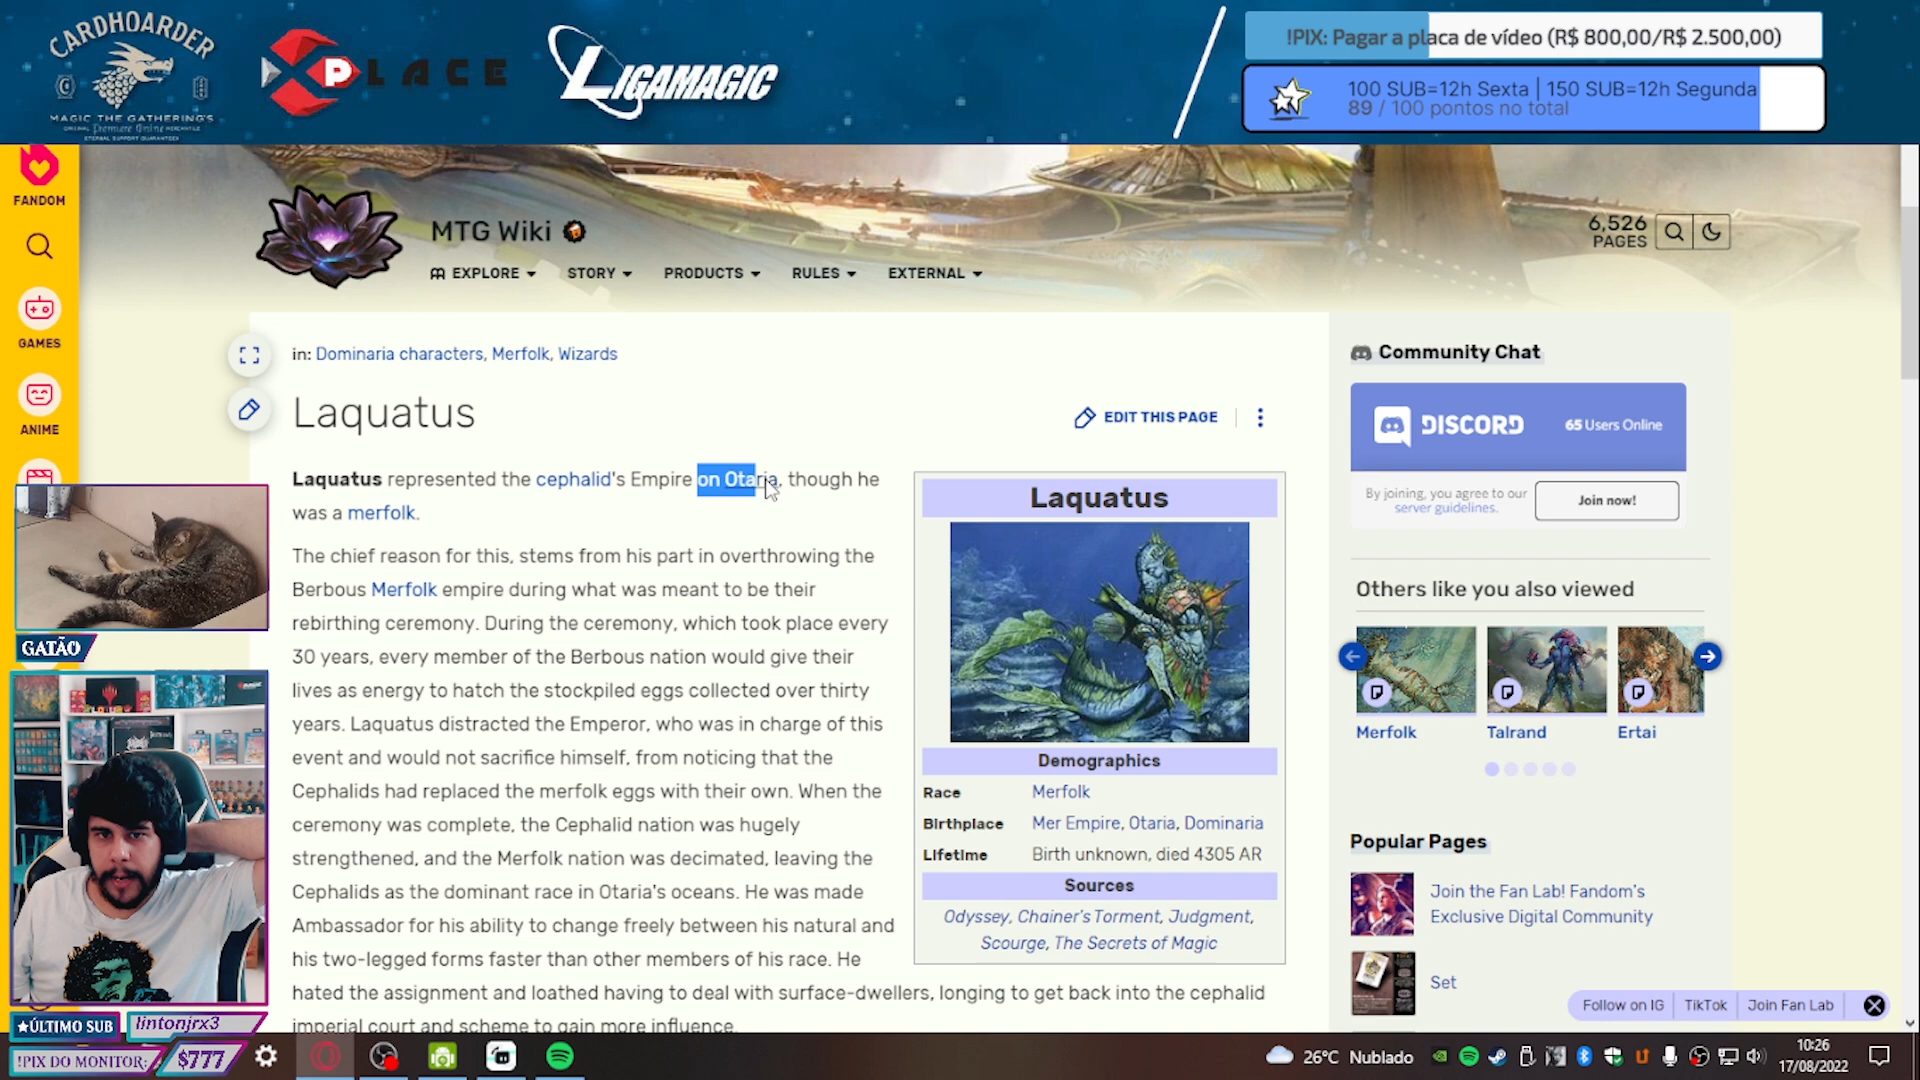 CARDHOARDER
MAGIC THE GATHERING'S
ORIGINAL Premiere Online MERCANTILE
ETERNAL SUPPORT GUARANTEED
XPLACE
LIGAMAGIC
!PIX: Pagar a placa de vídeo (R$ 800,00/R$ 2.500,00)
100 SUB=12h Sexta | 150 SUB=12h Segunda
89 / 100 pontos no total
FANDOM
GAMES
ANIME
MTG Wiki
EXPLORE
STORY
PRODUCTS
RULES
EXTERNAL
6,526
PAGES
in: Dominaria characters, Merfolk, Wizards
Laquatus
EDIT THIS PAGE
Laquatus represented the cephalid's Empire on Otaria, though he
was a merfolk.
The chief reason for this, stems from his part in overthrowing the
Berbous Merfolk empire during what was meant to be their
rebirthing ceremony. During the ceremony, which took place every
30 years, every member of the Berbous nation would give their
lives as energy to hatch the stockpiled eggs collected over thirty
years. Laquatus distracted the Emperor, who was in charge of this
event and would not sacrifice himself, from noticing that the
Cephalids had replaced the merfolk eggs with their own. When the
ceremony was complete, the Cephalid nation was hugely
strengthened, and the Merfolk nation was decimated, leaving the
Cephalids as the dominant race in Otaria's oceans. He was made
Ambassador for his ability to change freely between his natural and
his two-legged forms faster than other members of his race. He
hated the assignment and loathed having to deal with surface-dwellers, longing to get back into the cephalid
imperial court and scheme to gain more influence.
Laquatus
Demographics
Race Merfolk
Birthplace Mer Empire, Otaria, Dominaria
Lifetime Birth unknown, died 4305 AR
Sources
Odyssey, Chainer's Torment, Judgment,
Scourge, The Secrets of Magic
Community Chat
DISCORD
65 Users Online
By joining, you agree to our
server guidelines.
Join now!
Others like you also viewed
Merfolk
Talrand
Ertai
Popular Pages
Join the Fan Lab! Fandom's
Exclusive Digital Community
Set
Follow on IG
TikTok
Join Fan Lab
GATÃO
★ÚLTIMO SUB
lintonjrx3
!PIX DO MONITOR:
$777
26°C Nublado
10:26
17/08/2022